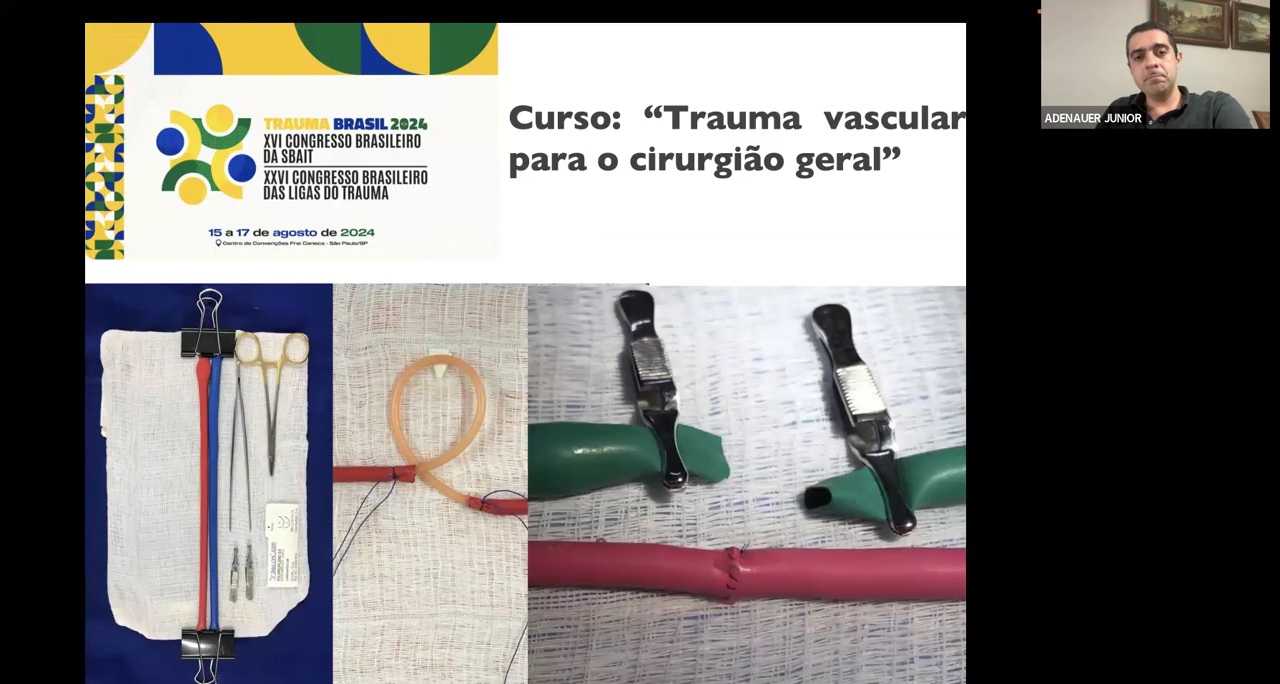 TRAUMA BRASIL 2024
XVI CONGRESSO BRASILEIRO
DA SBAIT
XXVI CONGRESSO BRASILEIRO
DAS LIGAS DO TRAUMA
15 a 17 de agosto de 2024
Centro de Convenções Frei Caneca - São Paulo/SP
Curso: “Trauma vascular
para o cirurgião geral”
ADENAUER JUNIOR